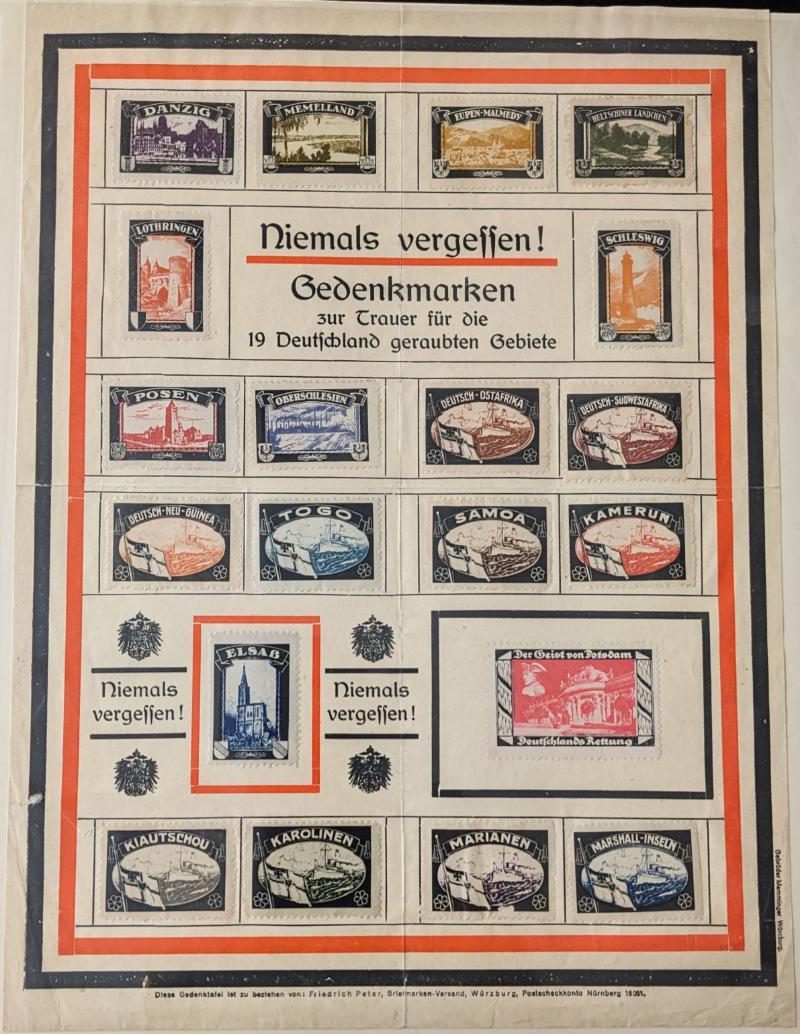 DANZIG
MEMELLAND
EUPEN-MALMEDY
HULTSCHINER LÄNDCHEN
LOTHRINGEN
Niemals vergessen!
Gedenkmarken
zur Trauer für die
19 Deutschland geraubten Gebiete
SCHLESWIG
POSEN
OBERSCHLESIEN
DEUTSCH-OSTAFRIKA
DEUTSCH-SÜDWESTAFRIKA
DEUTSCH-NEU-GUINEA
TOGO
SAMOA
KAMERUN
Niemals
vergessen!
ELSAß
Niemals
vergessen!
Der Geist von Potsdam
Deutschlands Rettung
KIAUTSCHOU
KAROLINEN
MARIANEN
MARSHALL-INSELN
Gebrüder Memminger Würzburg.
Diese Gedenktafel ist zu beziehen von: Friedrich Peter, Briefmarken-Versand, Würzburg, Postscheckkonto Nürnberg 18051.